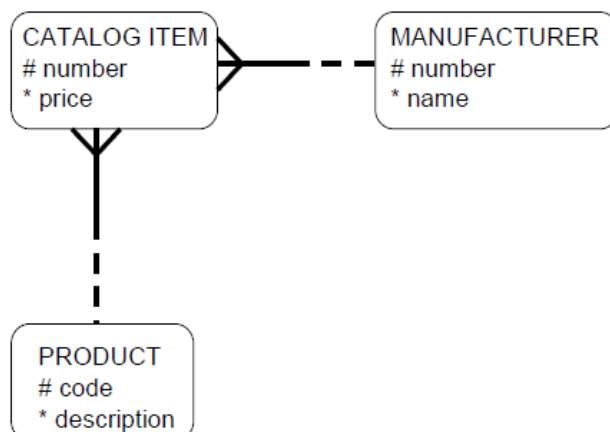 CATALOG ITEM
# number
* price
MANUFACTURER
# number
* name
PRODUCT
# code
* description